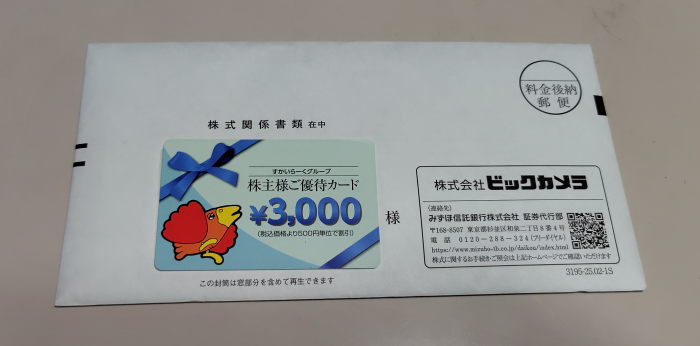 料金後納
郵便
株式関係書類 在中
すかいらーくグループ
株主様ご優待カード
¥3,000
(税込価格より500円単位で割引)
様
この封筒は窓部分を含めて再生できます
株式会社 ビックカメラ
(連絡先)
みずほ信託銀行株式会社 証券代行部
〒168-8507 東京都杉並区和泉二丁目8番4号
電話 0120-288-324(フリーダイヤル)
https://www.mizuho-tb.co.jp/daikou/index.html
株式に関するお手続かご照会は上記ホームページでご確認いただけます
3195-25.02-1S